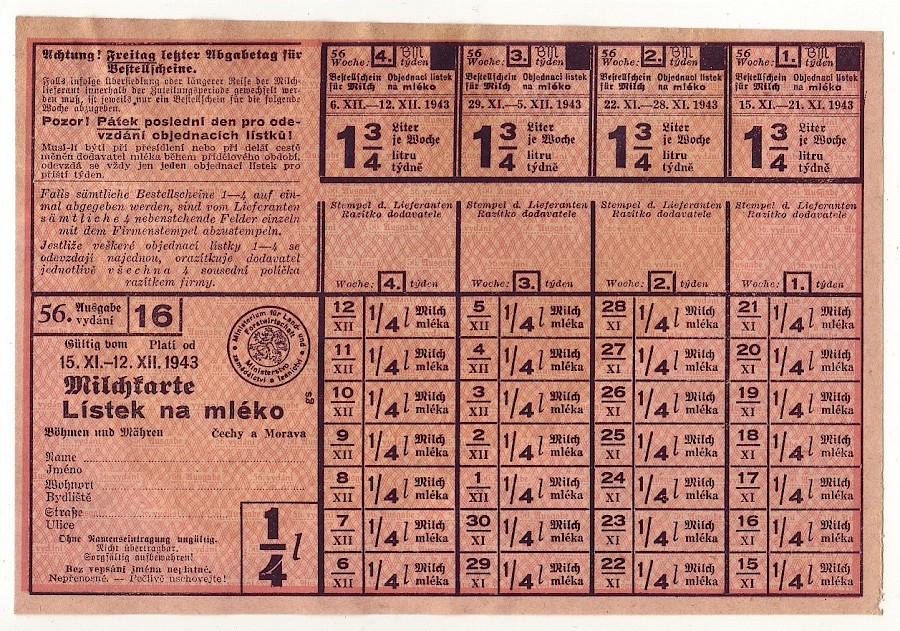 Achtung! Freitag letzter Abgabetag für
Bestellscheine.
Falls infolge Übersiedlung oder längerer Reise der Milch-
lieferant innerhalb der Zuteilungsperiode gewechselt wer-
den muß, ist jeweils nur ein Bestellschein für die folgende
Woche abzugeben.
Pozor! Pátek poslední den pro ode-
vzdání objednacích lístků!
Musí-li býti při přesídlení nebo při delší cestě
měněn dodavatel mléka během přídělového období,
odevzdá se vždy jen jeden objednací lístek pro
příští týden.
Falls sämtliche Bestellscheine 1—4 auf ein-
mal abgegeben werden, sind von Lieferanten
sämtliche 4 nebenstehende Felder einzeln
mit dem Firmenstempel abzustempeln.
Jestliže veškeré objednací lístky 1—4 se
odevzdají najednou, orazítkuje dodavatel
jednotlivě všechna 4 sousední políčka
razítkem firmy.
56. Ausgabe vydání 16
Ministerium für Land- und Forstwirtschaft
Ministerstvo zemědělství a lesnictví
Gültig vom Platí od
15. XI.–12. XII. 1943
Milchkarte
Lístek na mléko
Böhmen und Mähren Čechy a Morava
Name
Jméno
Wohnort
Bydliště
Straße
Ulice
Ohne Namenseintragung ungültig.
Nicht übertragbar.
Sorgfältig aufbewahren!
Bez vepsání jména neplatné.
Nepřenosné. — Pečlivě uschovejte!
1/4 l
56 Woche: 4. BM týden
Bestellschein für Milch Objednací lístek na mléko
6. XII.—12. XII. 1943
1 3/4 Liter je Woche litru týdně
56 Woche: 3. BM týden
Bestellschein für Milch Objednací lístek na mléko
29. XI.—5. XII. 1943
1 3/4 Liter je Woche litru týdně
56 Woche: 2. BM týden
Bestellschein für Milch Objednací lístek na mléko
22. XI.—28. XI. 1943
1 3/4 Liter je Woche litru týdně
56 Woche: 1. BM týden
Bestellschein für Milch Objednací lístek na mléko
15. XI.—21. XI. 1943
1 3/4 Liter je Woche litru týdně
Stempel d. Lieferanten
Razítko dodavatele
Woche: 4. týden
Stempel d. Lieferanten
Razítko dodavatele
Woche: 3. týden
Stempel d. Lieferanten
Razítko dodavatele
Woche: 2. týden
Stempel d. Lieferanten
Razítko dodavatele
Woche: 1. týden
12 XII 1/4 l Milch mléka 5 XII 1/4 l Milch mléka 28 XI 1/4 l Milch mléka 21 XI 1/4 l Milch mléka
11 XII 1/4 l Milch mléka 4 XII 1/4 l Milch mléka 27 XI 1/4 l Milch mléka 20 XI 1/4 l Milch mléka
10 XII 1/4 l Milch mléka 3 XII 1/4 l Milch mléka 26 XI 1/4 l Milch mléka 19 XI 1/4 l Milch mléka
9 XII 1/4 l Milch mléka 2 XII 1/4 l Milch mléka 25 XI 1/4 l Milch mléka 18 XI 1/4 l Milch mléka
8 XII 1/4 l Milch mléka 1 XII 1/4 l Milch mléka 24 XI 1/4 l Milch mléka 17 XI 1/4 l Milch mléka
7 XII 1/4 l Milch mléka 30 XI 1/4 l Milch mléka 23 XI 1/4 l Milch mléka 16 XI 1/4 l Milch mléka
6 XII 1/4 l Milch mléka 29 XI 1/4 l Milch mléka 22 XI 1/4 l Milch mléka 15 XI 1/4 l Milch mléka